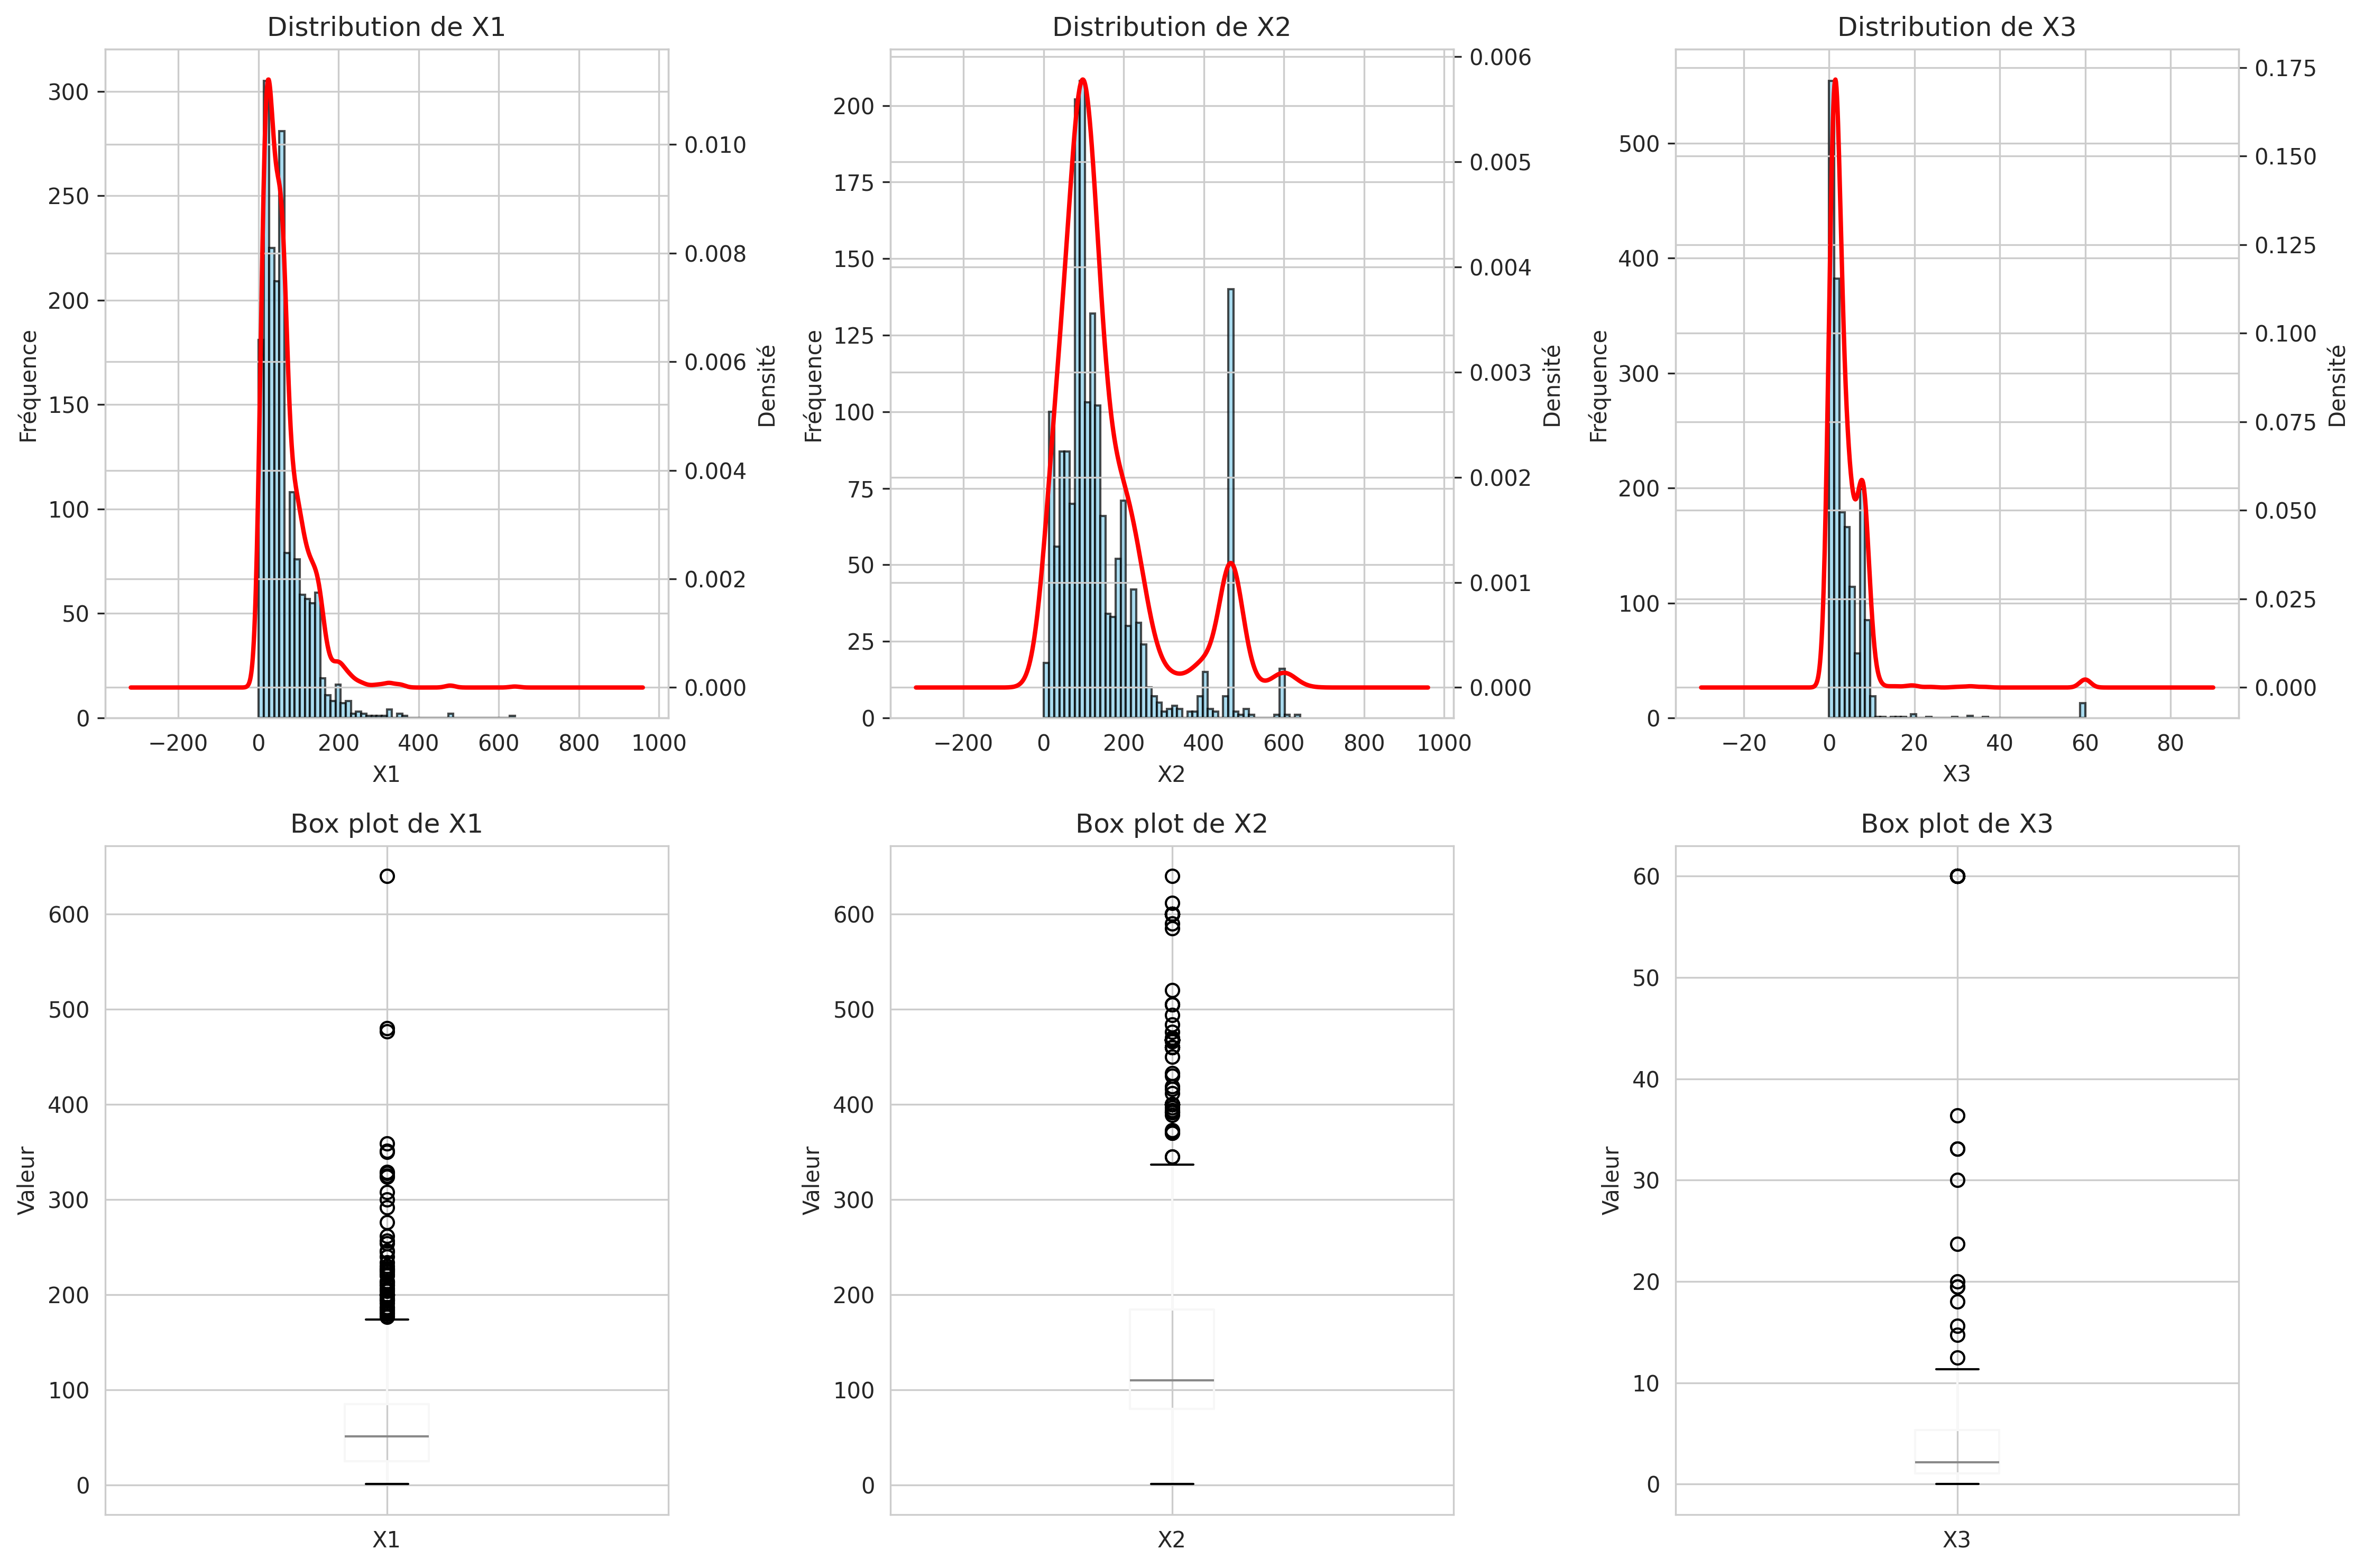 Distribution de X1
Fréquence
300
250
200
150
100
50
0
0.010
0.008
0.006
0.004
0.002
0.000
Densité
−200 0 200 400 600 800 1000
X1
Distribution de X2
Fréquence
200
175
150
125
100
75
50
25
0
0.006
0.005
0.004
0.003
0.002
0.001
0.000
Densité
−200 0 200 400 600 800 1000
X2
Distribution de X3
Fréquence
500
400
300
200
100
0
0.175
0.150
0.125
0.100
0.075
0.050
0.025
0.000
Densité
−20 0 20 40 60 80
X3
Box plot de X1
Valeur
600
500
400
300
200
100
0
X1
Box plot de X2
Valeur
600
500
400
300
200
100
0
X2
Box plot de X3
Valeur
60
50
40
30
20
10
0
X3